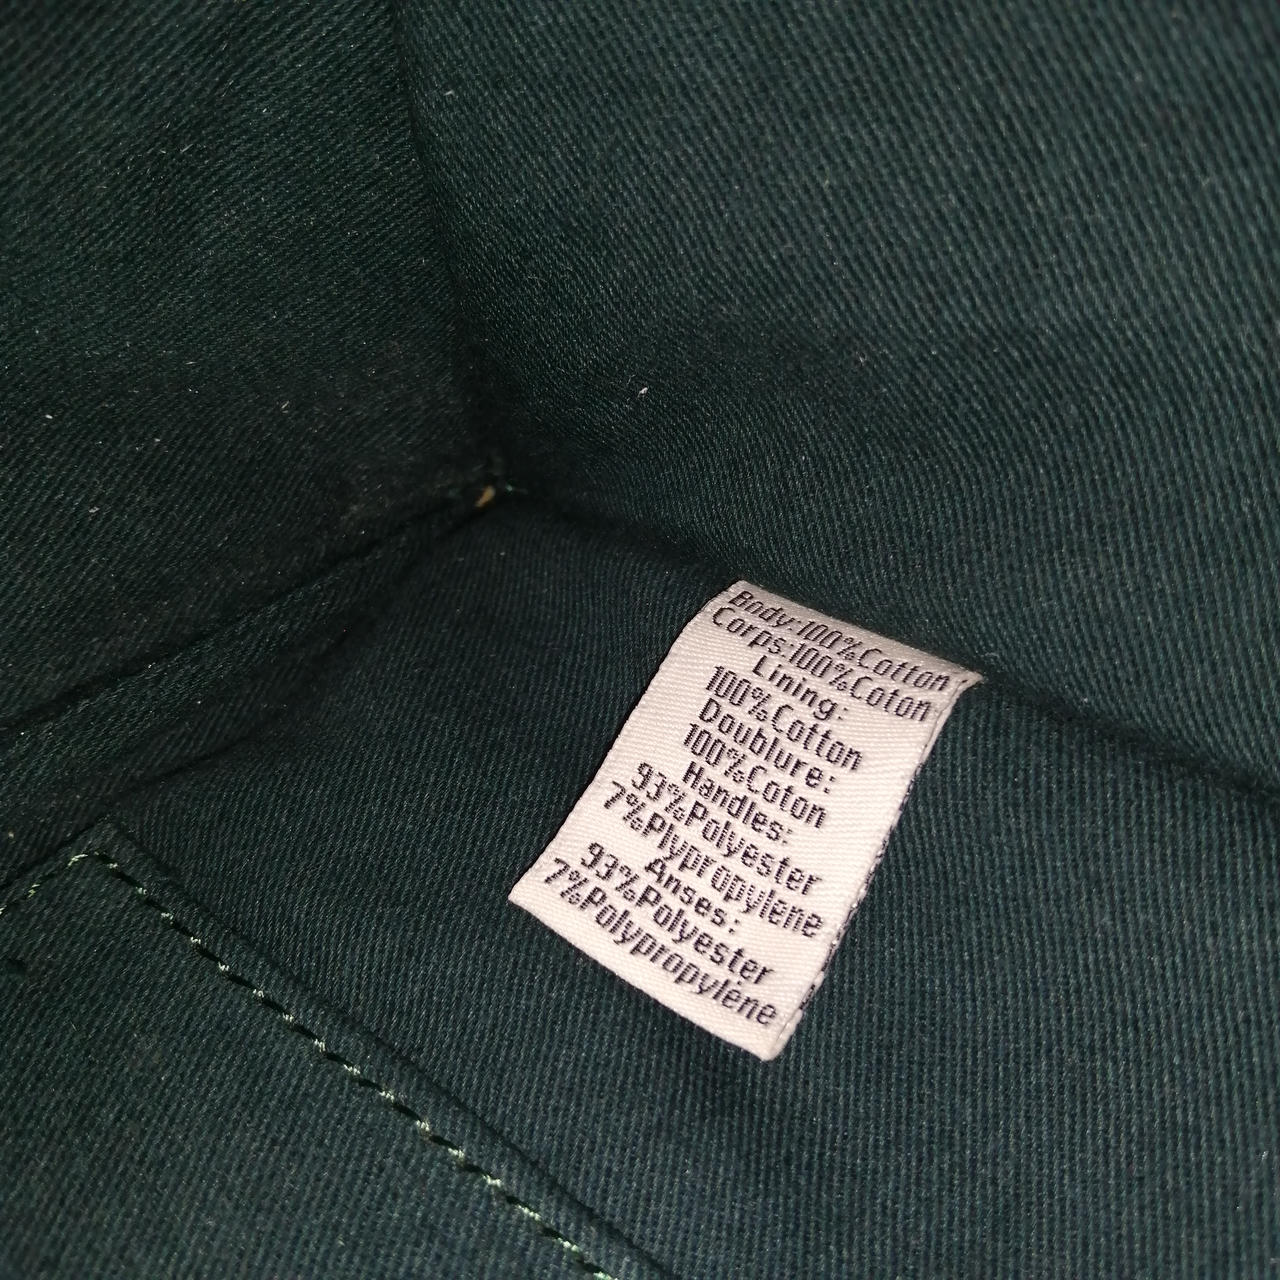 Body:100%Cotton
Corps:100%Coton
Lining:
100%Cotton
Doublure:
100%Coton
Handles:
93%Polyester
7%Plypropylene
Anses:
93%Polyester
7%Polypropylène